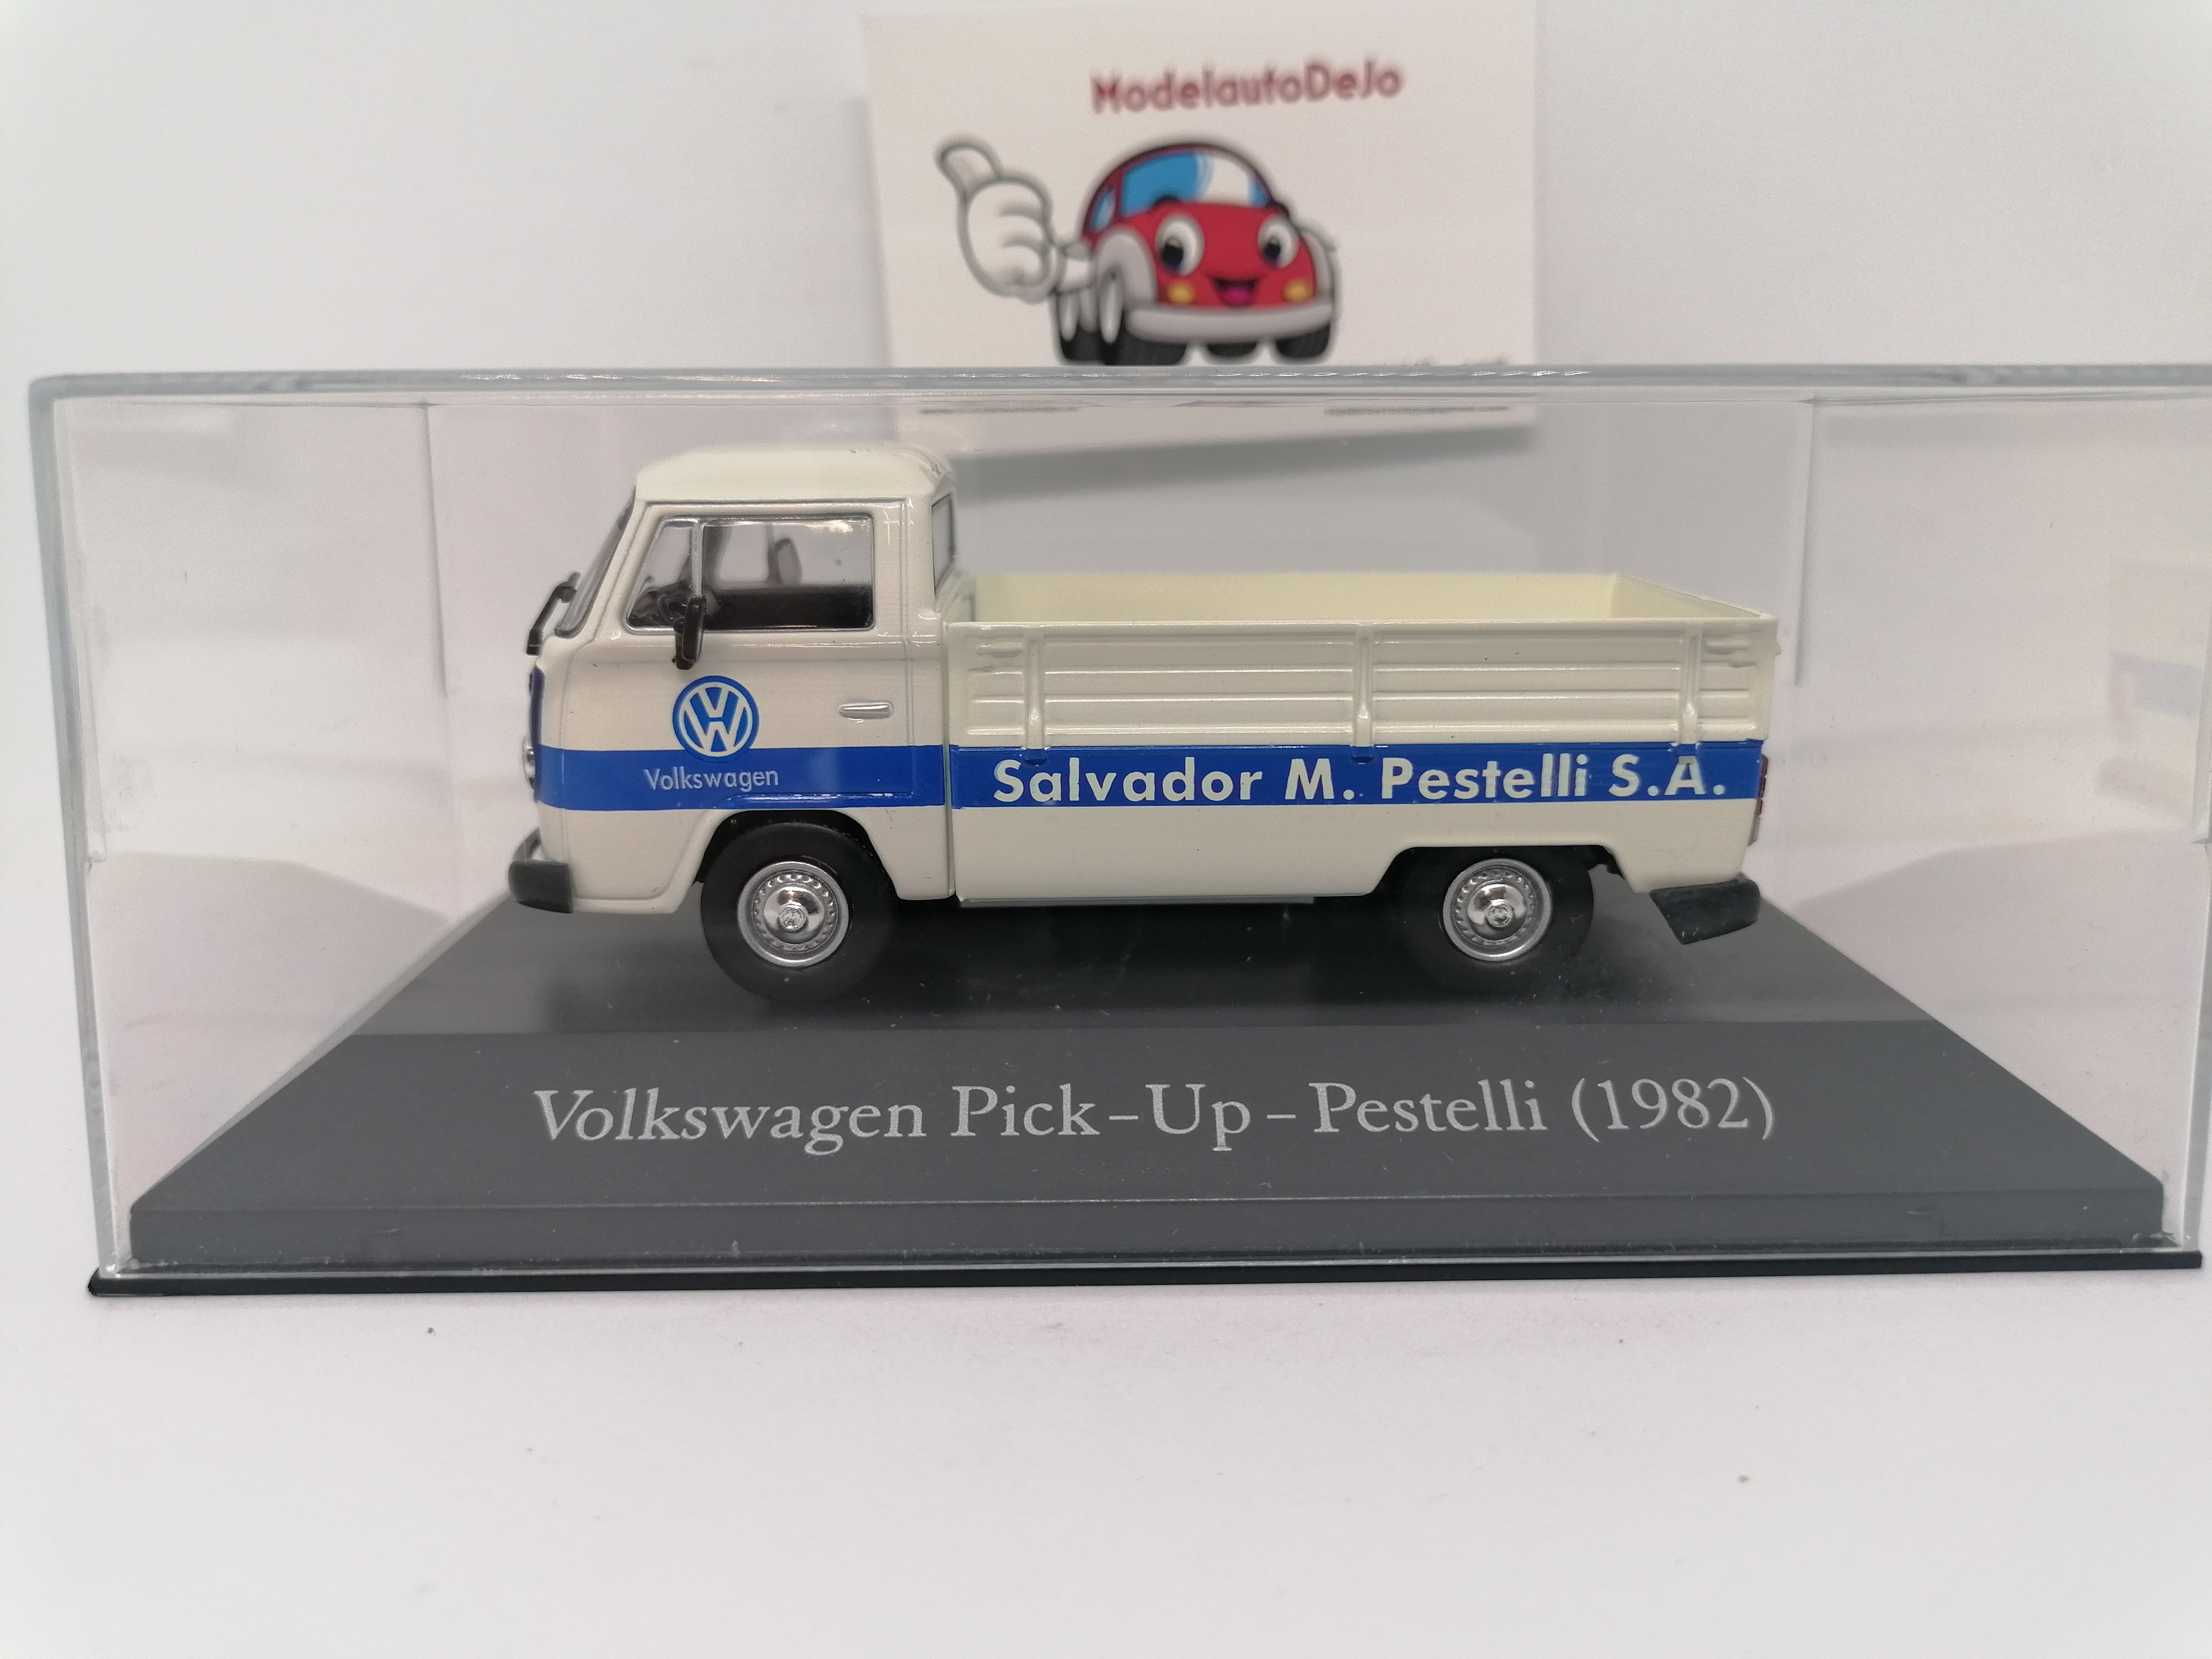 ModelautoDeJo
Volkswagen
Salvador M. Pestelli S.A.
Volkswagen Pick-Up-Pestelli (1982)